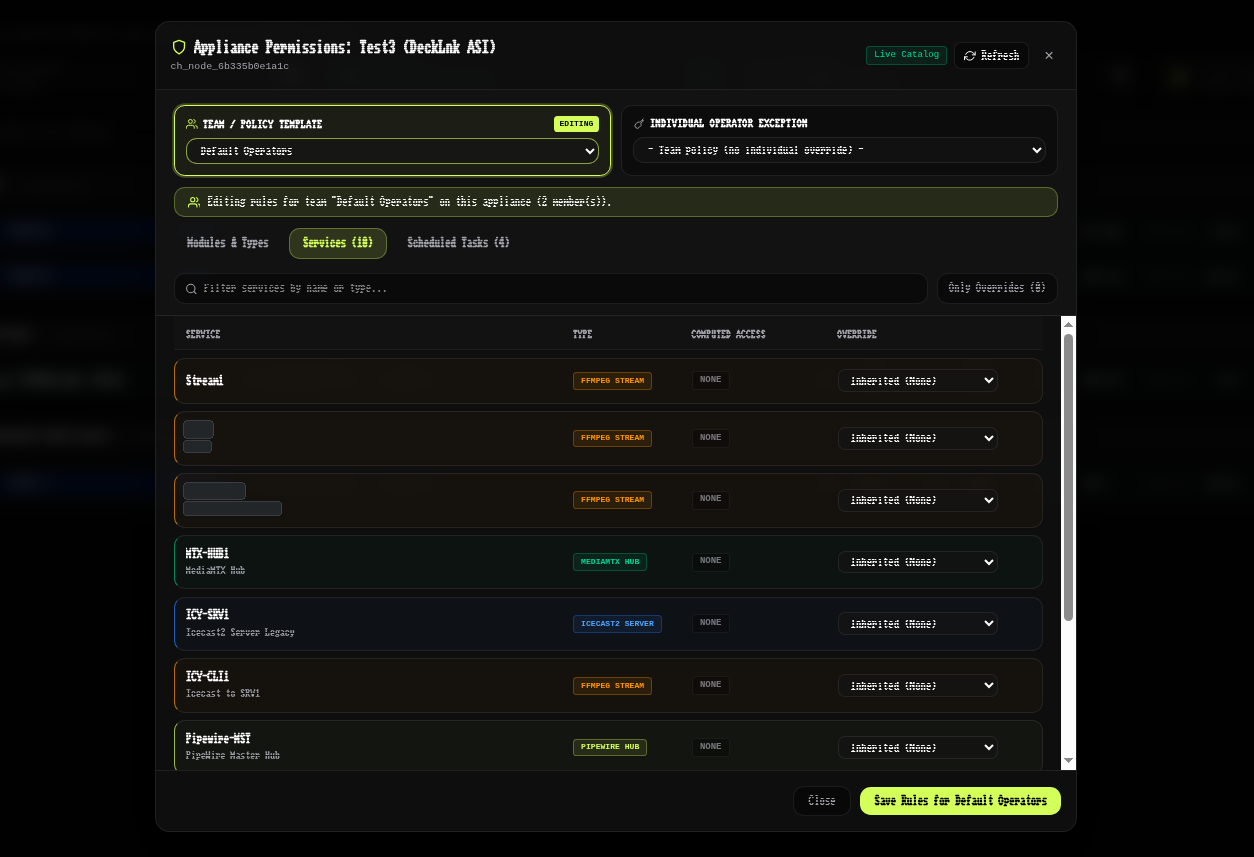 Appliance Permissions: Test3 (DeckLnk ASI)
ch_node_6b335b0e1a1c
Live Catalog
Refresh
×
TEAM / POLICY TEMPLATE
EDITING
Default Operators
INDIVIDUAL OPERATOR EXCEPTION
— Team policy (no individual override) —
Editing rules for team "Default Operators" on this appliance (2 member(s)).
Modules & Types
Services (10)
Scheduled Tasks (4)
Filter services by name or type...
Only Overrides (0)
SERVICE TYPE COMPUTED ACCESS OVERRIDE
Stream1 FFMPEG STREAM NONE Inherited (None)
FFMPEG STREAM NONE Inherited (None)
FFMPEG STREAM NONE Inherited (None)
MTX-HUB1 MEDIAMTX HUB NONE Inherited (None)
MediaMTX Hub
ICY-SRV1 ICECAST2 SERVER NONE Inherited (None)
Icecast2 Server Legacy
ICY-CLI1 FFMPEG STREAM NONE Inherited (None)
Icecast to SRV1
Pipewire-MST PIPEWIRE HUB NONE Inherited (None)
PipeWire Master Hub
Close
Save Rules for Default Operators